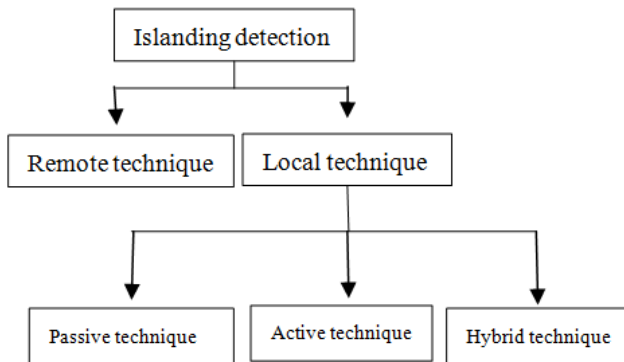 Islanding detection
Remote technique
Local technique
Passive technique
Active technique
Hybrid technique